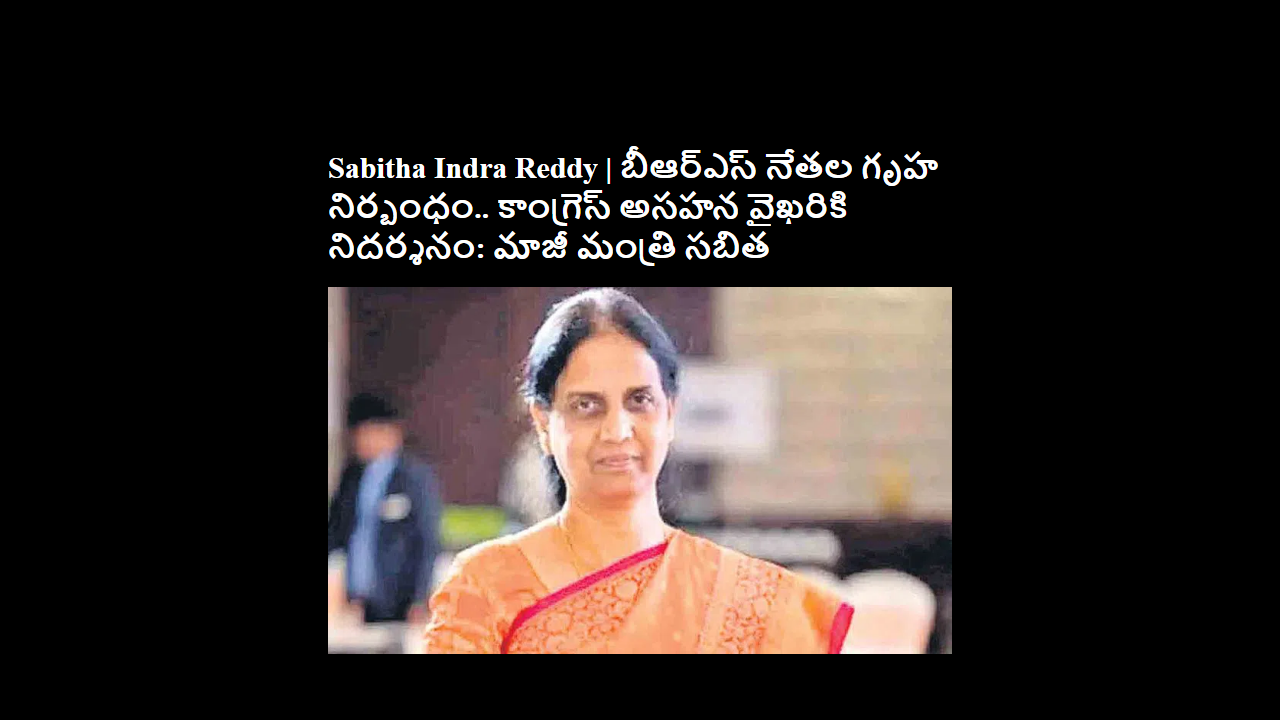 Sabitha Indra Reddy | బీఆర్ఎస్ నేతల గృహ
నిర్బంధం.. కాంగ్రెస్ అసహన వైఖరికి
నిదర్శనం: మాజీ మంత్రి సబిత